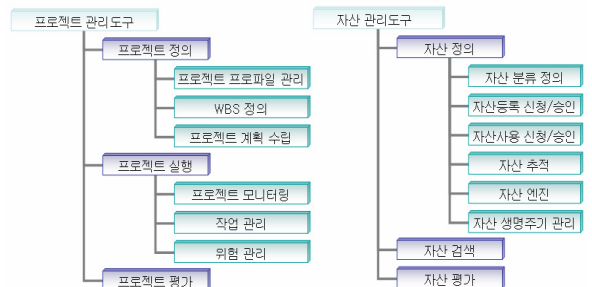 프로젝트 관리도구
프로젝트 정의
프로젝트 프로파일 관리
WBS 정의
프로젝트 계획 수립
프로젝트 실행
프로젝트 모니터링
작업 관리
위험 관리
프로젝트 평가
자산 관리도구
자산 정의
자산 분류 정의
자산등록 신청/승인
자산사용 신청/승인
자산 추적
자산 엔진
자산 생명주기 관리
자산 검색
자산 평가